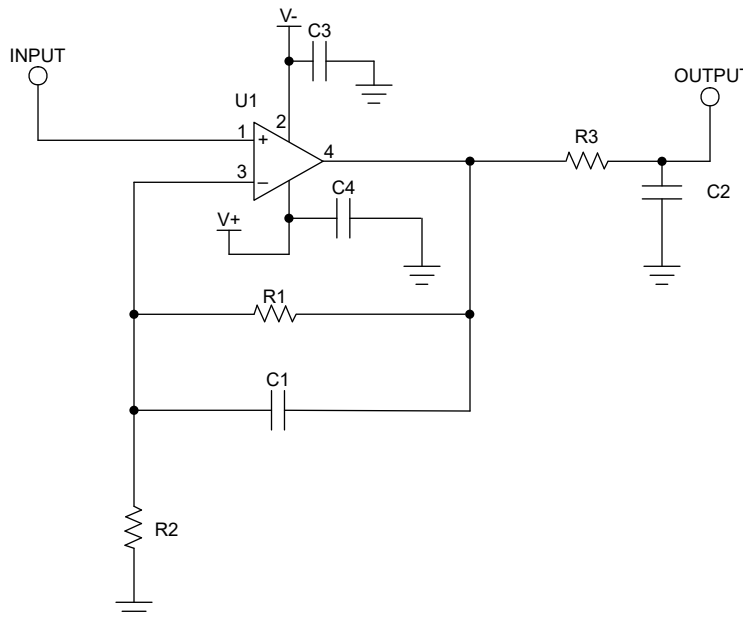 V-
C3
INPUT
OUTPUT
U1
2
1
+
R3
4
3
–
C4
C2
V+
R1
C1
R2